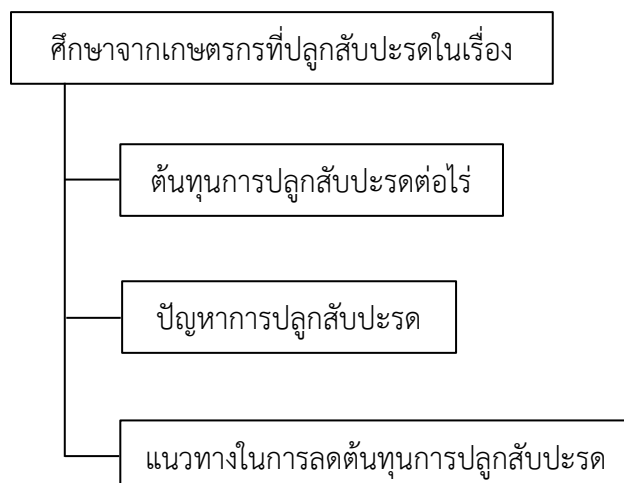 ศึกษาจากเกษตรกรที่ปลูกสับปะรดในเรื่อง
ต้นทุนการปลูกสับปะรดต่อไร่
ปัญหาการปลูกสับปะรด
แนวทางในการลดต้นทุนการปลูกสับปะรด